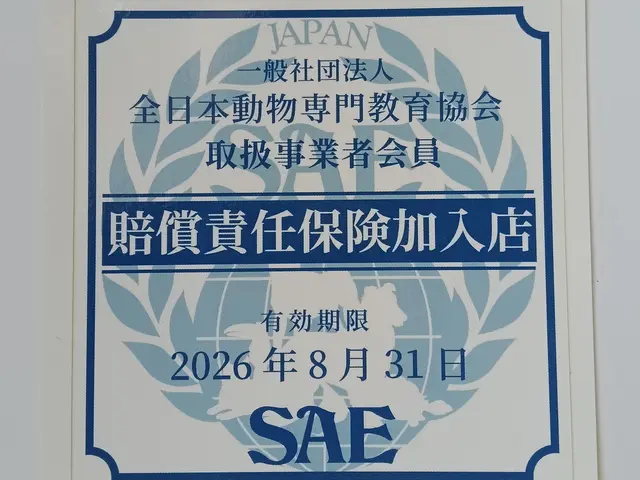 JAPAN
一般社団法人
全日本動物専門教育協会
取扱事業者会員
SAE
賠償責任保険加入店
有効期限
2026年8月31日
SAE